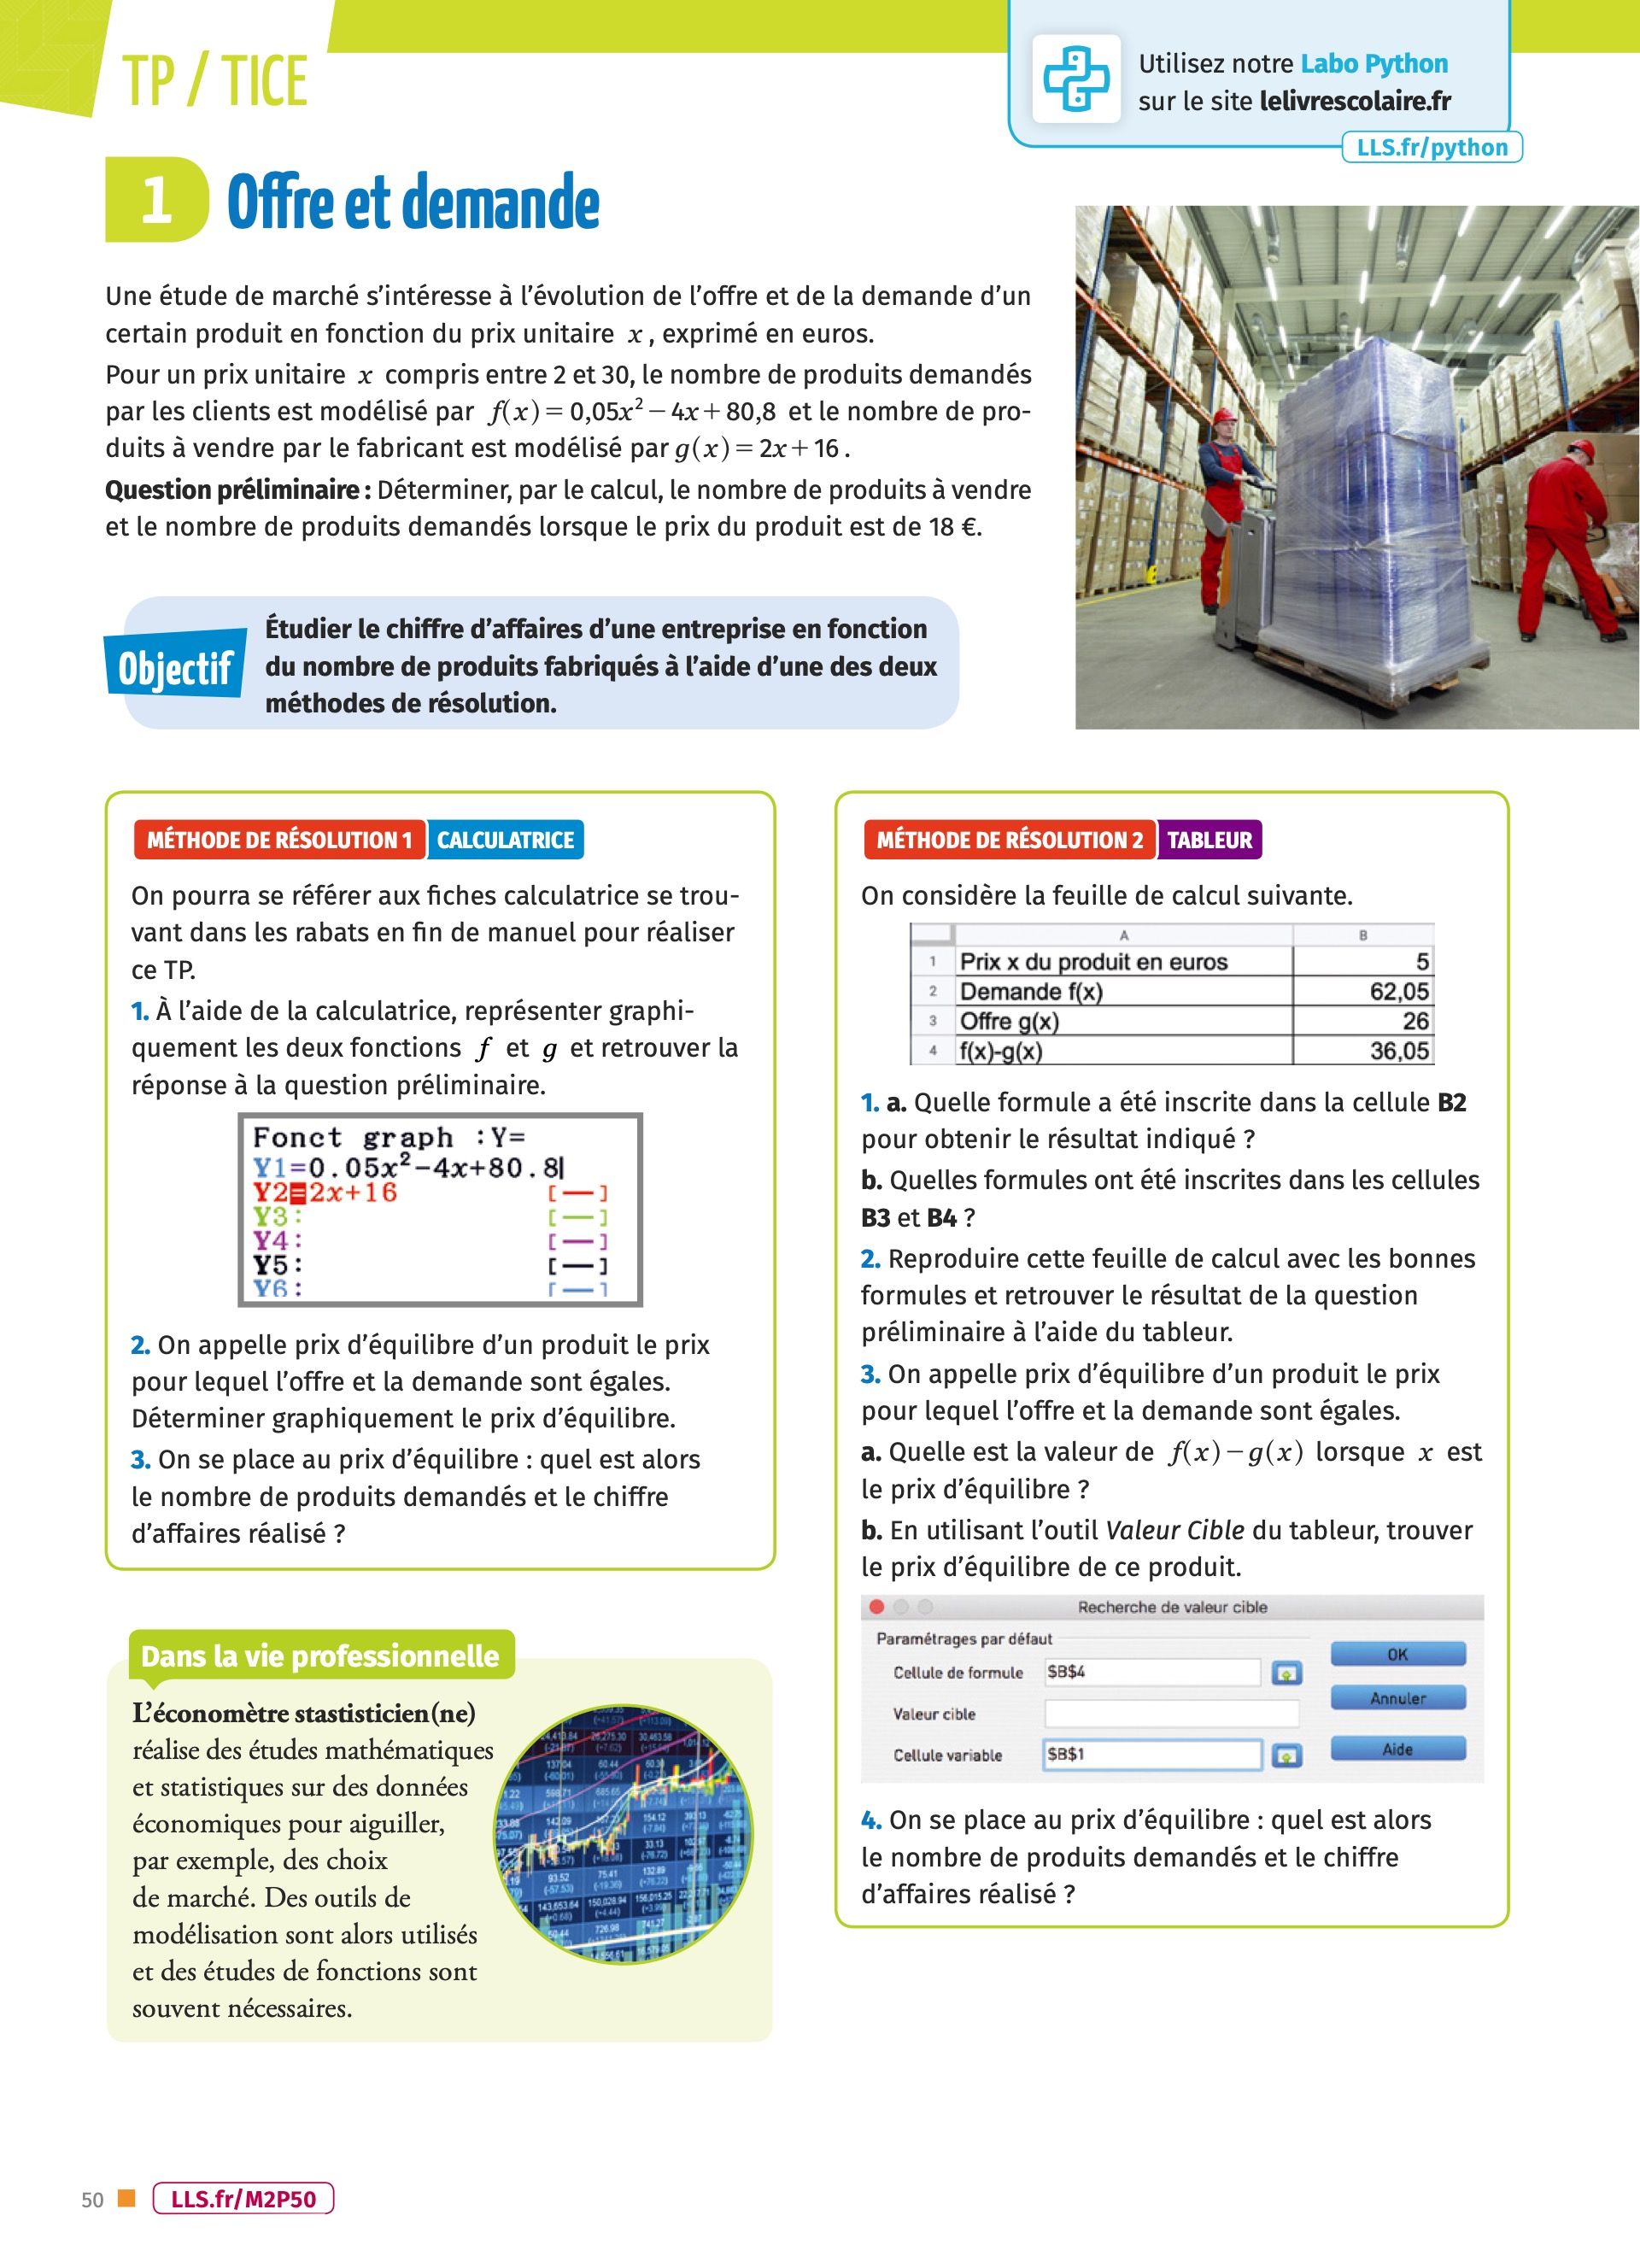 TP / TICE
Utilisez notre Labo Python
sur le site lelivrescolaire.fr
LLS.fr/python
1 Offre et demande
Une étude de marché s’intéresse à l’évolution de l’offre et de la demande d’un
certain produit en fonction du prix unitaire x, exprimé en euros.
Pour un prix unitaire x compris entre 2 et 30, le nombre de produits demandés
par les clients est modélisé par f(x) = 0,05x² − 4x + 80,8 et le nombre de pro-
duits à vendre par le fabricant est modélisé par g(x) = 2x + 16.
Question préliminaire : Déterminer, par le calcul, le nombre de produits à vendre
et le nombre de produits demandés lorsque le prix du produit est de 18 €.
Objectif
Étudier le chiffre d’affaires d’une entreprise en fonction
du nombre de produits fabriqués à l’aide d’une des deux
méthodes de résolution.
MÉTHODE DE RÉSOLUTION 1 CALCULATRICE
On pourra se référer aux fiches calculatrice se trou-
vant dans les rabats en fin de manuel pour réaliser
ce TP.
1. À l’aide de la calculatrice, représenter graphi-
quement les deux fonctions f et g et retrouver la
réponse à la question préliminaire.
Fonct graph :Y=
Y1=0.05x²−4x+80.8
Y2=2x+16 [—]
Y3: [—]
Y4: [—]
Y5: [—]
Y6: [—]
2. On appelle prix d’équilibre d’un produit le prix
pour lequel l’offre et la demande sont égales.
Déterminer graphiquement le prix d’équilibre.
3. On se place au prix d’équilibre : quel est alors
le nombre de produits demandés et le chiffre
d’affaires réalisé ?
Dans la vie professionnelle
L’économètre stastisticien(ne)
réalise des études mathématiques
et statistiques sur des données
économiques pour aiguiller,
par exemple, des choix
de marché. Des outils de
modélisation sont alors utilisés
et des études de fonctions sont
souvent nécessaires.
MÉTHODE DE RÉSOLUTION 2 TABLEUR
On considère la feuille de calcul suivante.
A B
1 Prix x du produit en euros 5
2 Demande f(x) 62,05
3 Offre g(x) 26
4 f(x)-g(x) 36,05
1. a. Quelle formule a été inscrite dans la cellule B2
pour obtenir le résultat indiqué ?
b. Quelles formules ont été inscrites dans les cellules
B3 et B4 ?
2. Reproduire cette feuille de calcul avec les bonnes
formules et retrouver le résultat de la question
préliminaire à l’aide du tableur.
3. On appelle prix d’équilibre d’un produit le prix
pour lequel l’offre et la demande sont égales.
a. Quelle est la valeur de f(x) − g(x) lorsque x est
le prix d’équilibre ?
b. En utilisant l’outil Valeur Cible du tableur, trouver
le prix d’équilibre de ce produit.
Recherche de valeur cible
Paramétrages par défaut
OK
Cellule de formule $B$4
Annuler
Valeur cible
Cellule variable $B$1
Aide
4. On se place au prix d’équilibre : quel est alors
le nombre de produits demandés et le chiffre
d’affaires réalisé ?
50 LLS.fr/M2P50